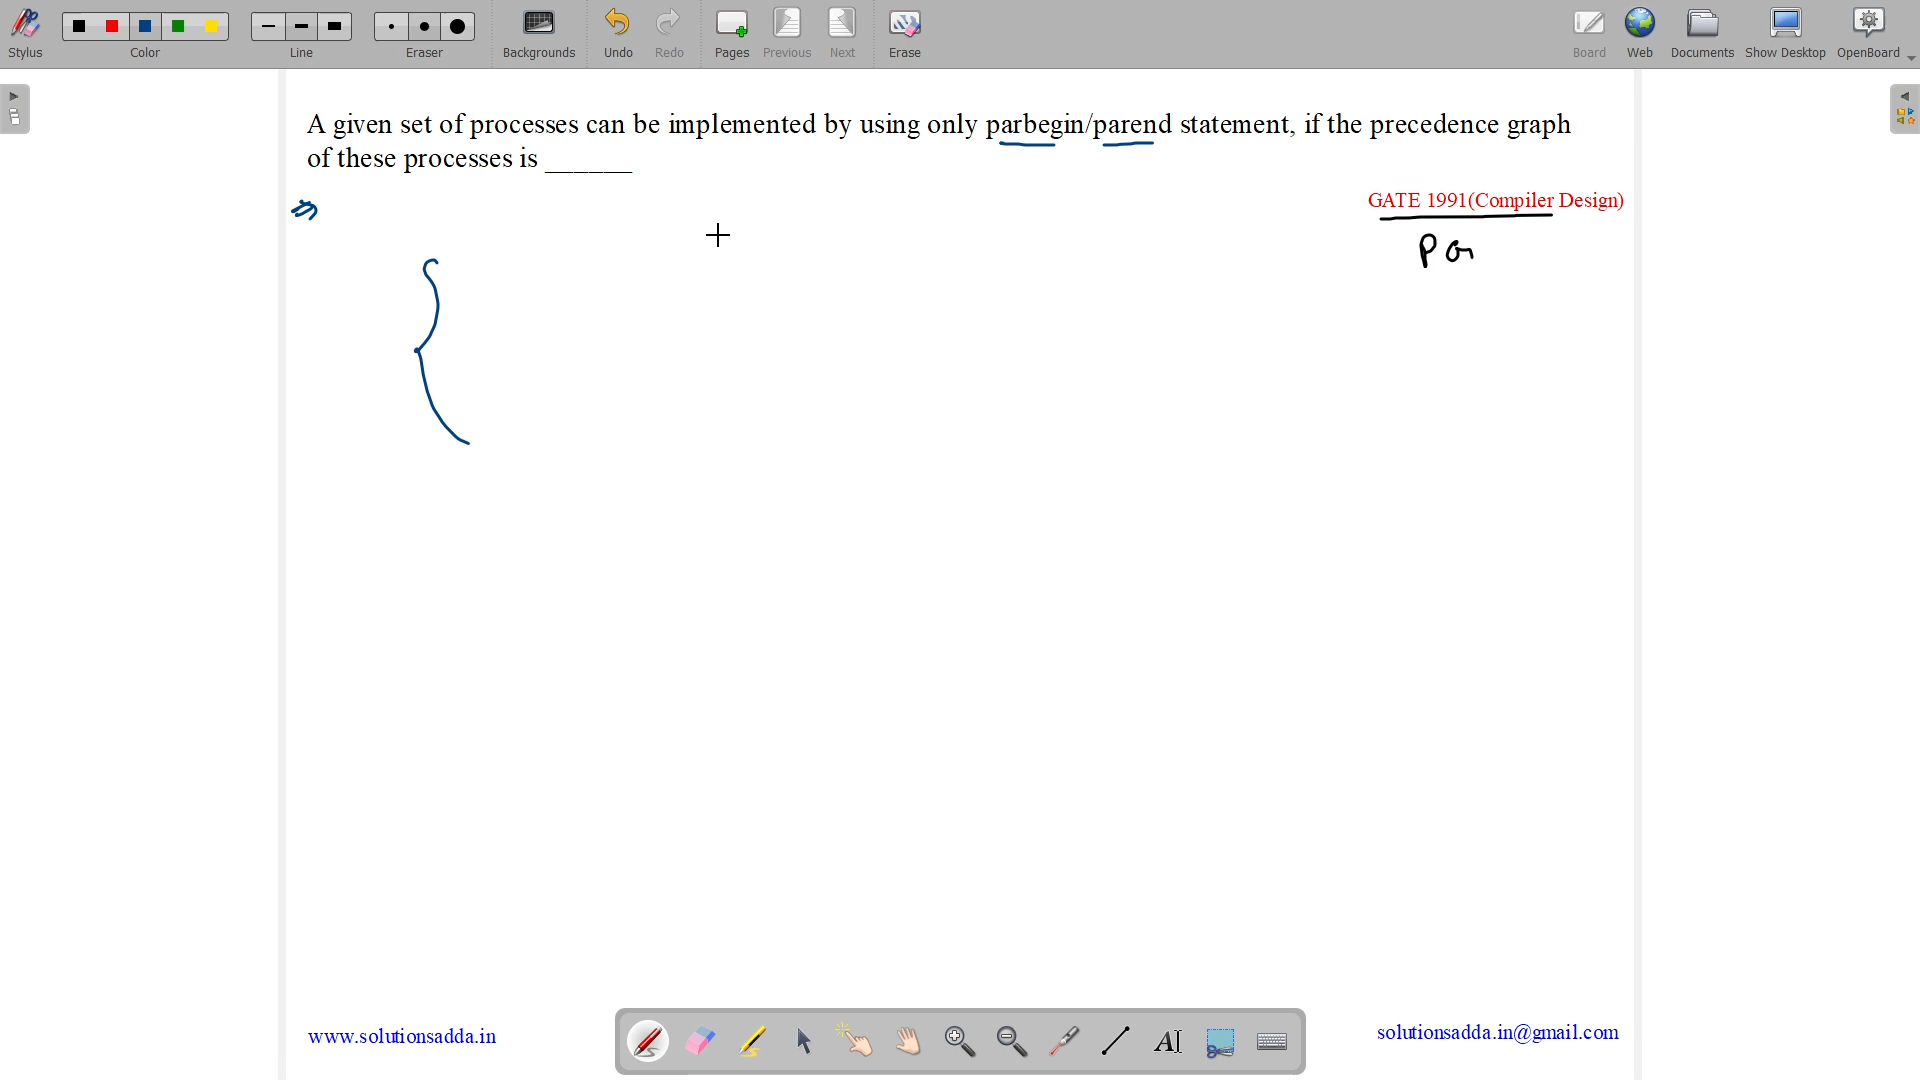 Stylus Color Line Eraser Backgrounds Undo Redo Pages Previous Next Erase Board Web Documents Show Desktop OpenBoard
A given set of processes can be implemented by using only parbegin/parend statement, if the precedence graph
of these processes is ______
GATE 1991(Compiler Design)
www.solutionsadda.in
solutionsadda.in@gmail.com